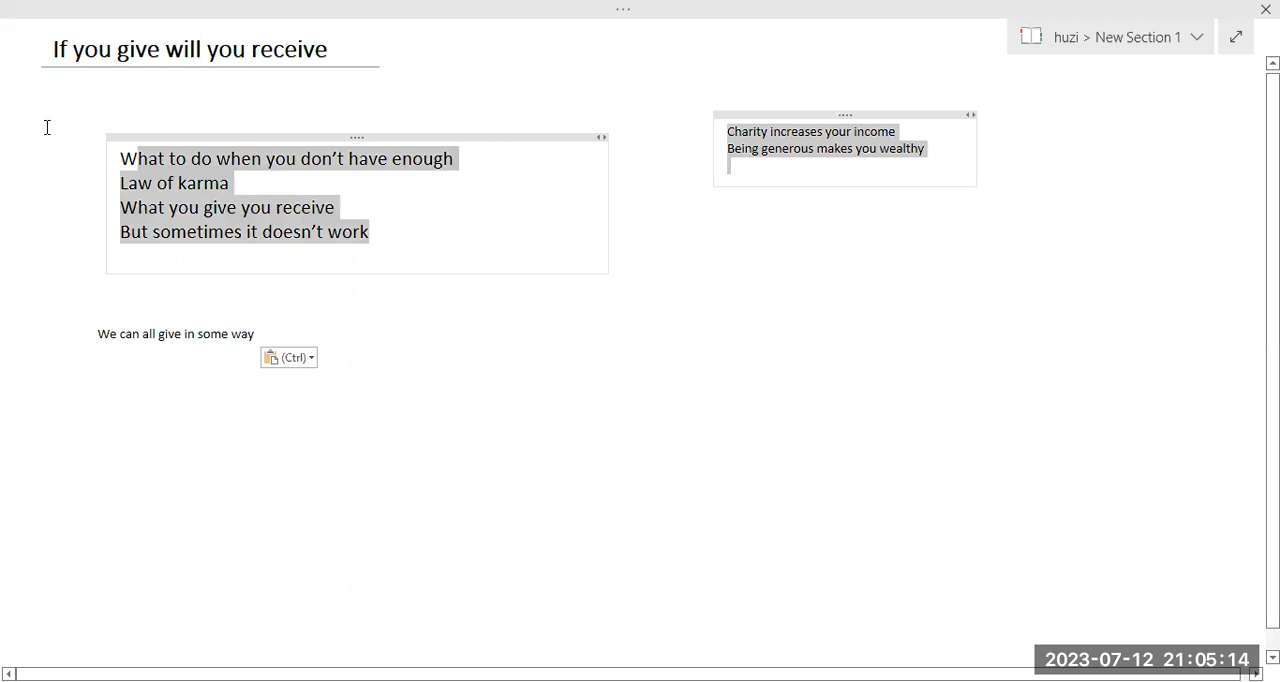 If you give will you receive
huzi > New Section 1
Charity increases your income
Being generous makes you wealthy
What to do when you don't have enough
Law of karma
What you give you receive
But sometimes it doesn't work
We can all give in some way
(Ctrl)
2023-07-12 21:05:14